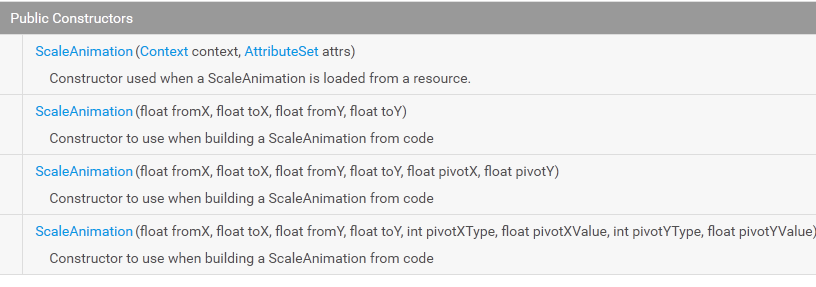 Public Constructors
ScaleAnimation(Context context, AttributeSet attrs)
Constructor used when a ScaleAnimation is loaded from a resource.
ScaleAnimation(float fromX, float toX, float fromY, float toY)
Constructor to use when building a ScaleAnimation from code
ScaleAnimation(float fromX, float toX, float fromY, float toY, float pivotX, float pivotY)
Constructor to use when building a ScaleAnimation from code
ScaleAnimation(float fromX, float toX, float fromY, float toY, int pivotXType, float pivotXValue, int pivotYType, float pivotYValue)
Constructor to use when building a ScaleAnimation from code